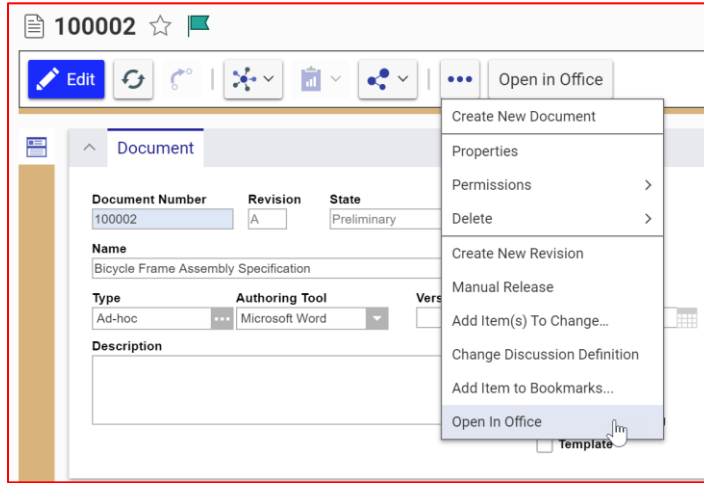 100002
Edit
Open in Office
Create New Document
Document
Properties
Permissions
Delete
Document Number Revision State
100002 A Preliminary
Name
Bicycle Frame Assembly Specification
Type Authoring Tool Vers
Ad-hoc Microsoft Word
Description
Create New Revision
Manual Release
Add Item(s) To Change...
Change Discussion Definition
Add Item to Bookmarks...
Open In Office
Template